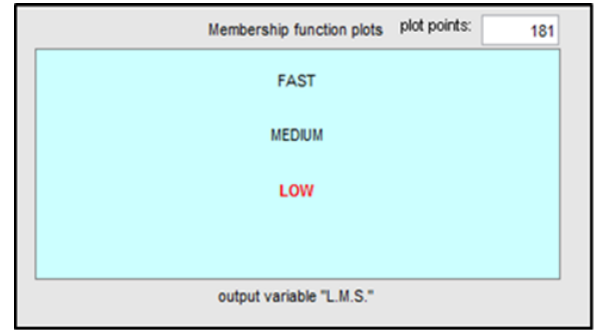 Membership function plots plot points: 181
FAST
MEDIUM
LOW
output variable "L.M.S."